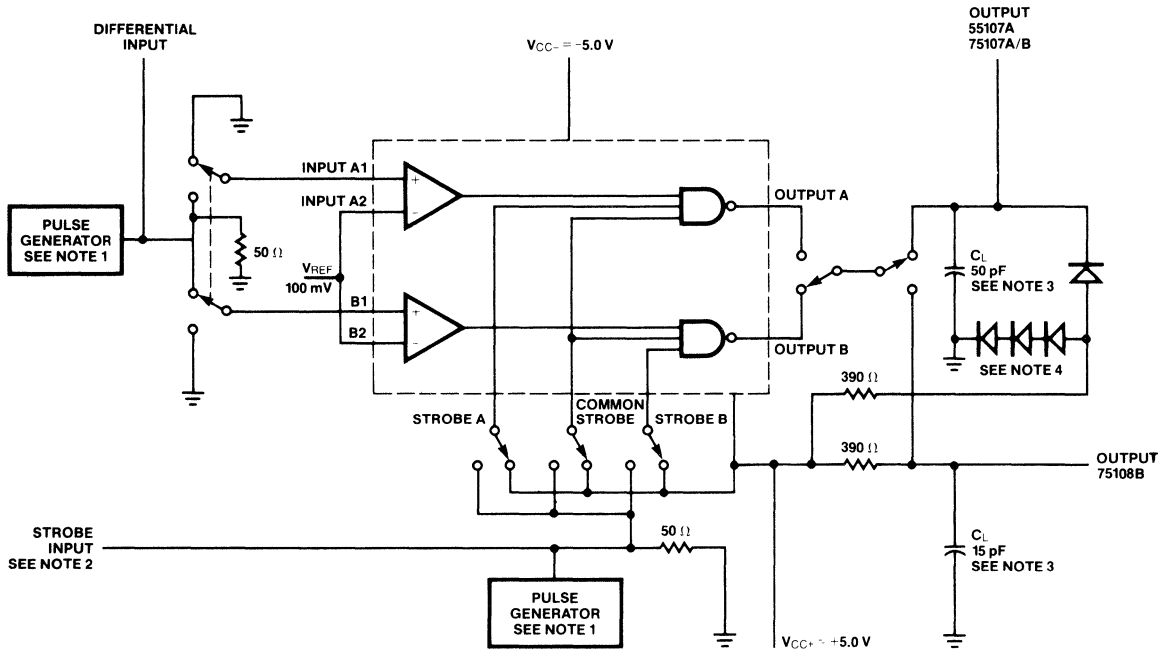 DIFFERENTIAL
INPUT
VCC– = –5.0 V
OUTPUT
55107A
75107A/B
INPUT A1
+
INPUT A2
-
OUTPUT A
PULSE
GENERATOR
SEE NOTE 1
50 Ω
VREF
100 mV
B1
+
B2
-
OUTPUT B
CL
50 pF
SEE NOTE 3
SEE NOTE 4
390 Ω
STROBE A
COMMON
STROBE
STROBE B
390 Ω
OUTPUT
75108B
STROBE
INPUT
SEE NOTE 2
50 Ω
CL
15 pF
SEE NOTE 3
PULSE
GENERATOR
SEE NOTE 1
VCC+ = +5.0 V